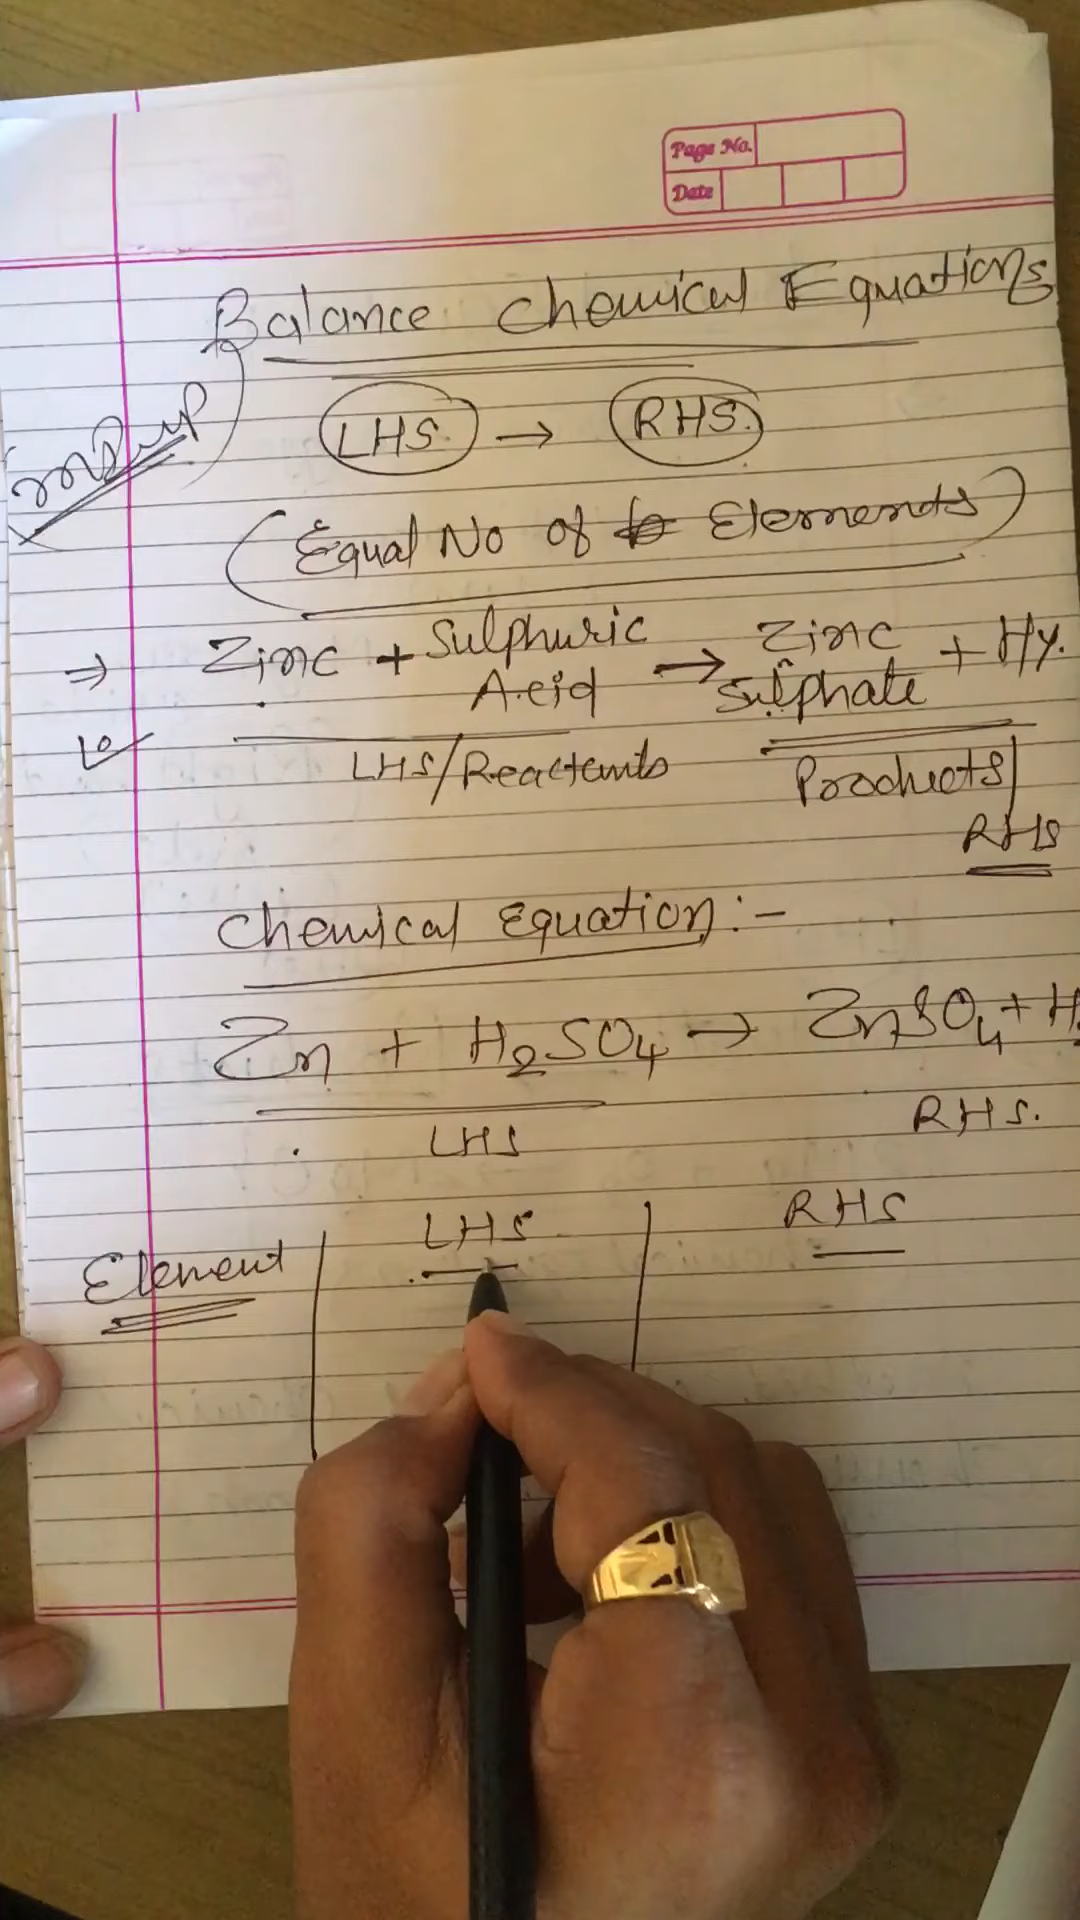 Page No.
Date
Balance Chemical Equations
LHS. → RHS.
(Equal No of Elements)
⇒ Zinc + Sulphuric Acid → Zinc Sulphate + Hy.
LHS/Reactants
Products/
RHS
Chemical Equation:-
Zn + H₂SO₄ → ZnSO₄ + H₂
LHS
RHS.
Element
LHS
RHS